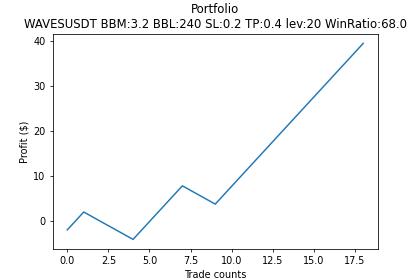 Portfolio
WAVESUSDT BBM:3.2 BBL:240 SL:0.2 TP:0.4 lev:20 WinRatio:68.0
40
30
20
10
0
Profit ($)
0.0 2.5 5.0 7.5 10.0 12.5 15.0 17.5
Trade counts